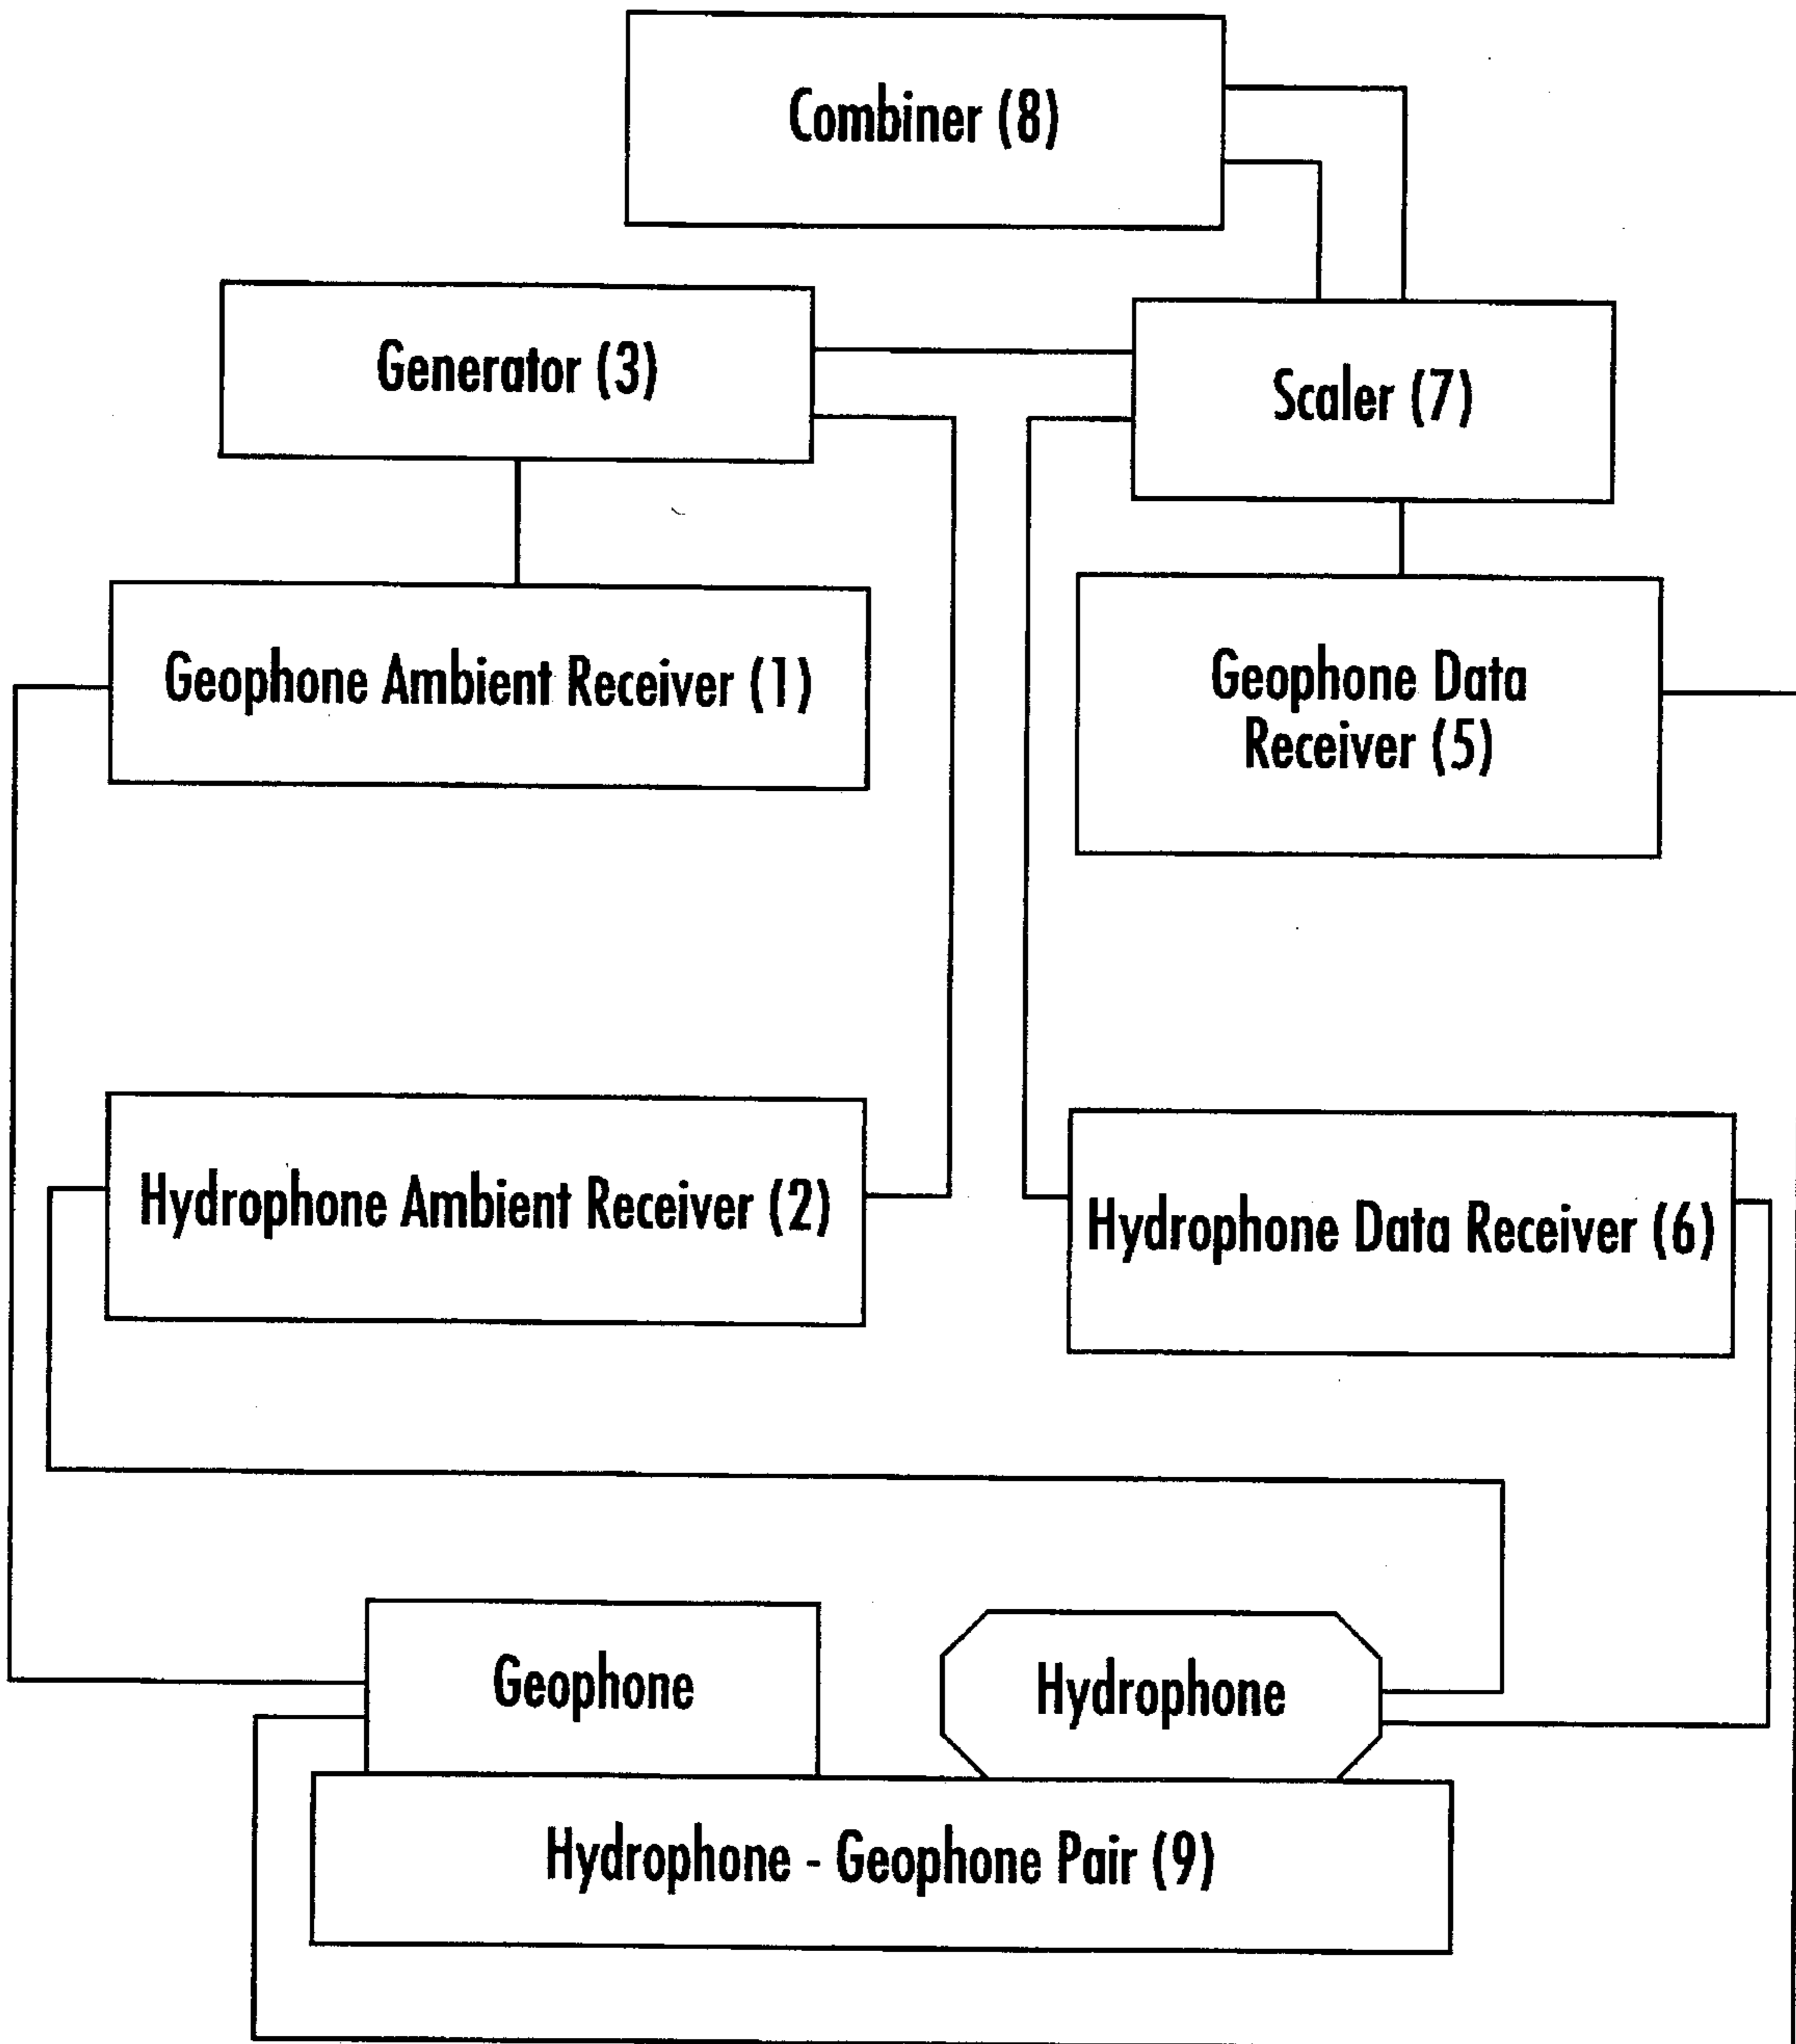 Combiner (8)
Generator (3)
Scaler (7)
Geophone Ambient Receiver (1)
Geophone Data
Receiver (5)
Hydrophone Ambient Receiver (2)
Hydrophone Data Receiver (6)
Geophone
Hydrophone
Hydrophone - Geophone Pair (9)